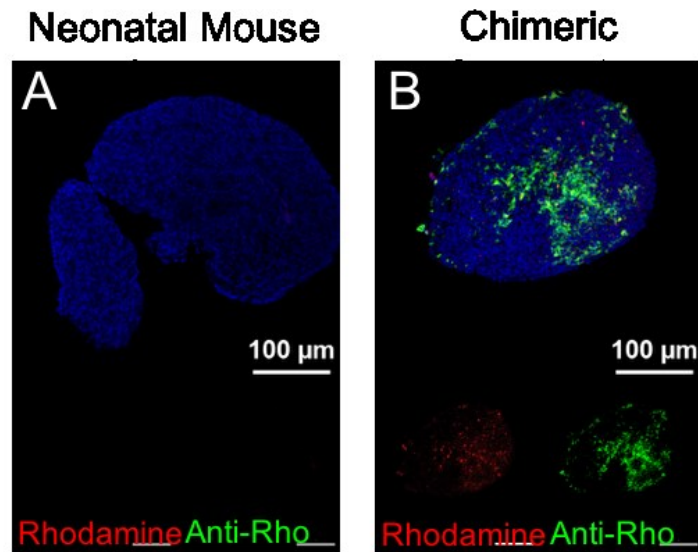 Neonatal Mouse
Chimeric
A
B
100 µm
100 µm
Rhodamine Anti-Rho
Rhodamine Anti-Rho